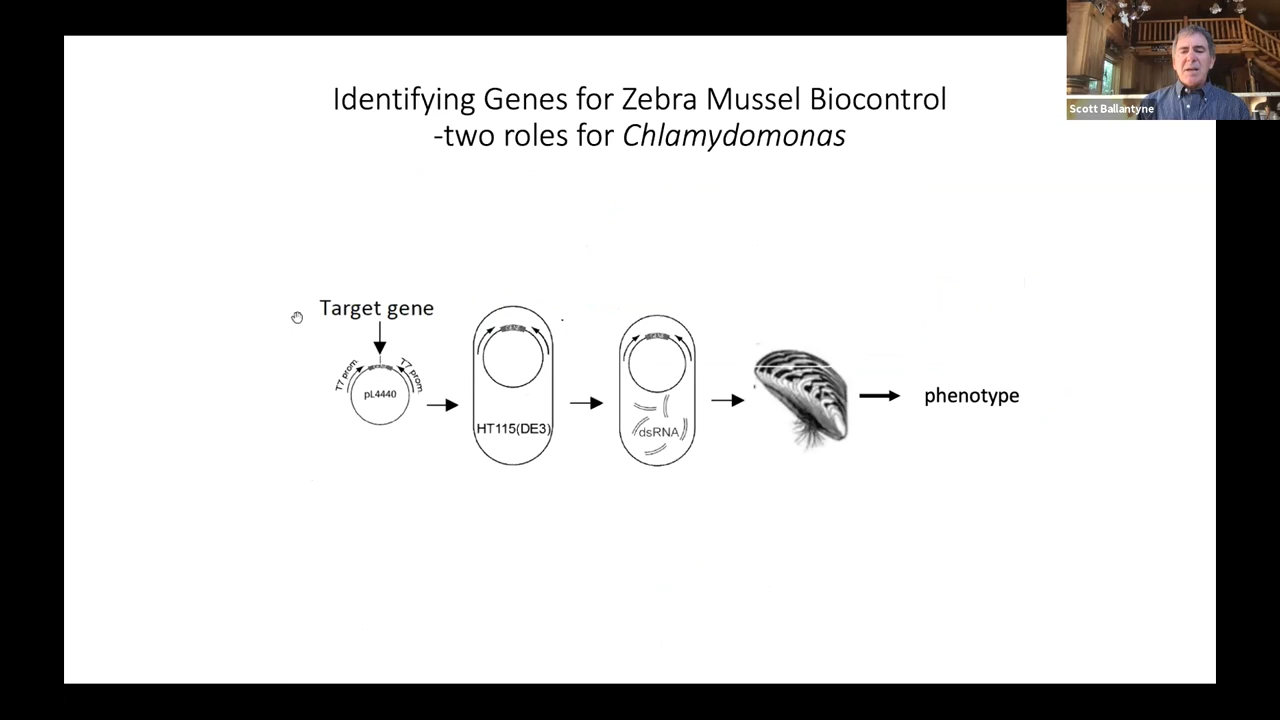 Scott Ballantyne
Identifying Genes for Zebra Mussel Biocontrol
-two roles for Chlamydomonas
Target gene
T7 prom.
T7 prom.
pL4440
HT115(DE3)
dsRNA
phenotype